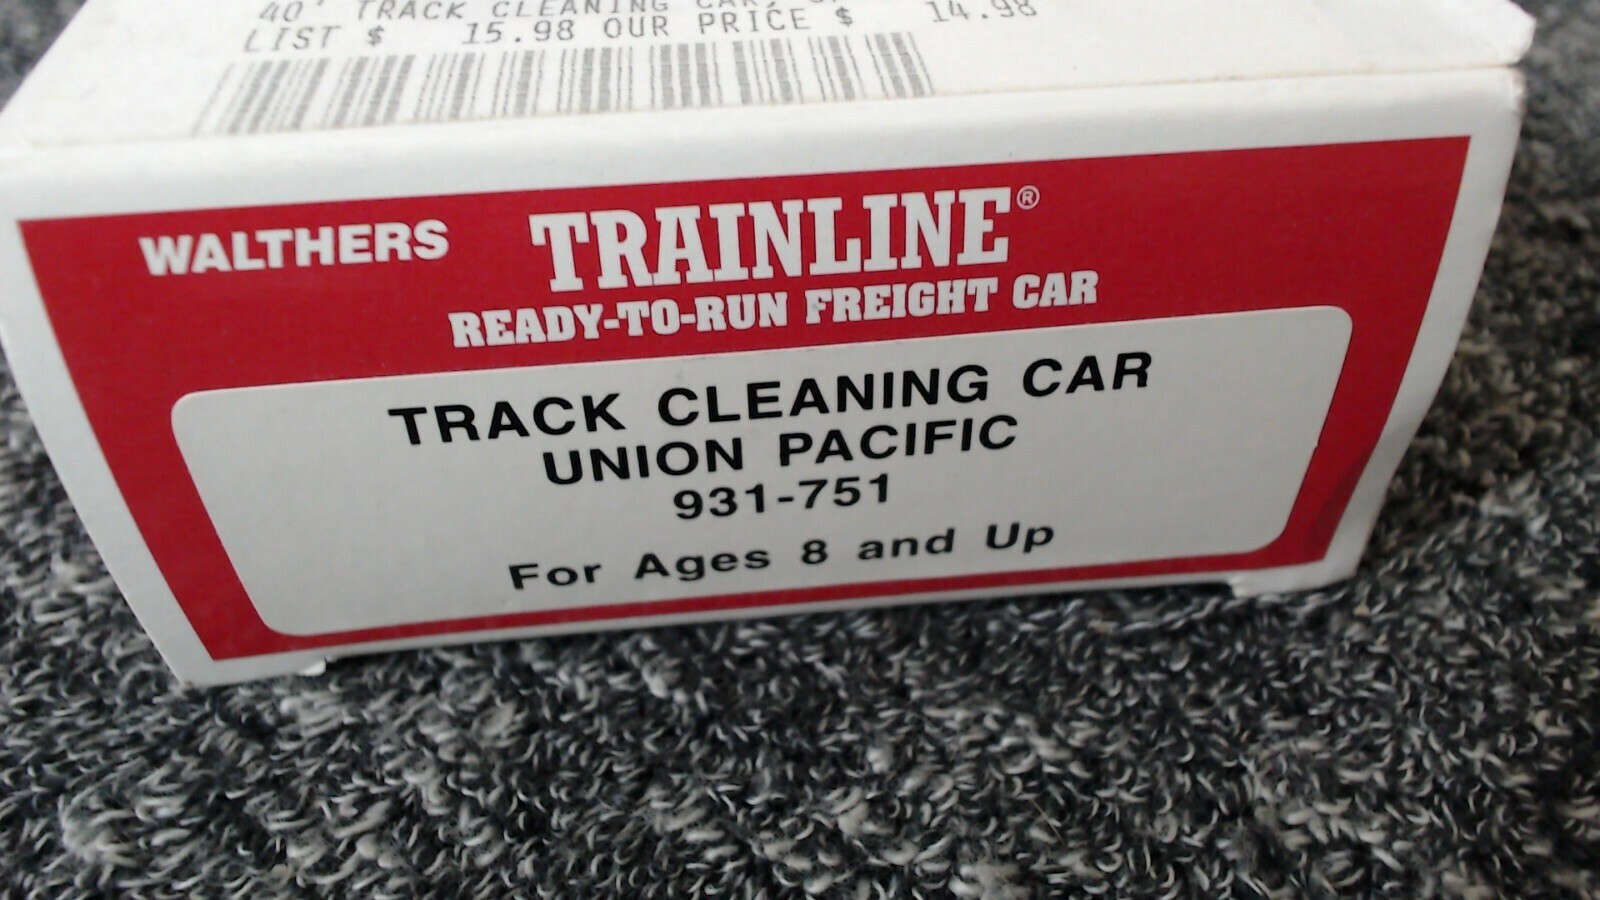 40' TRACK CLEANING CAR,
LIST $ 15.98 OUR PRICE $ 14.98
WALTHERS TRAINLINE®
READY-TO-RUN FREIGHT CAR
TRACK CLEANING CAR
UNION PACIFIC
931-751
For Ages 8 and Up